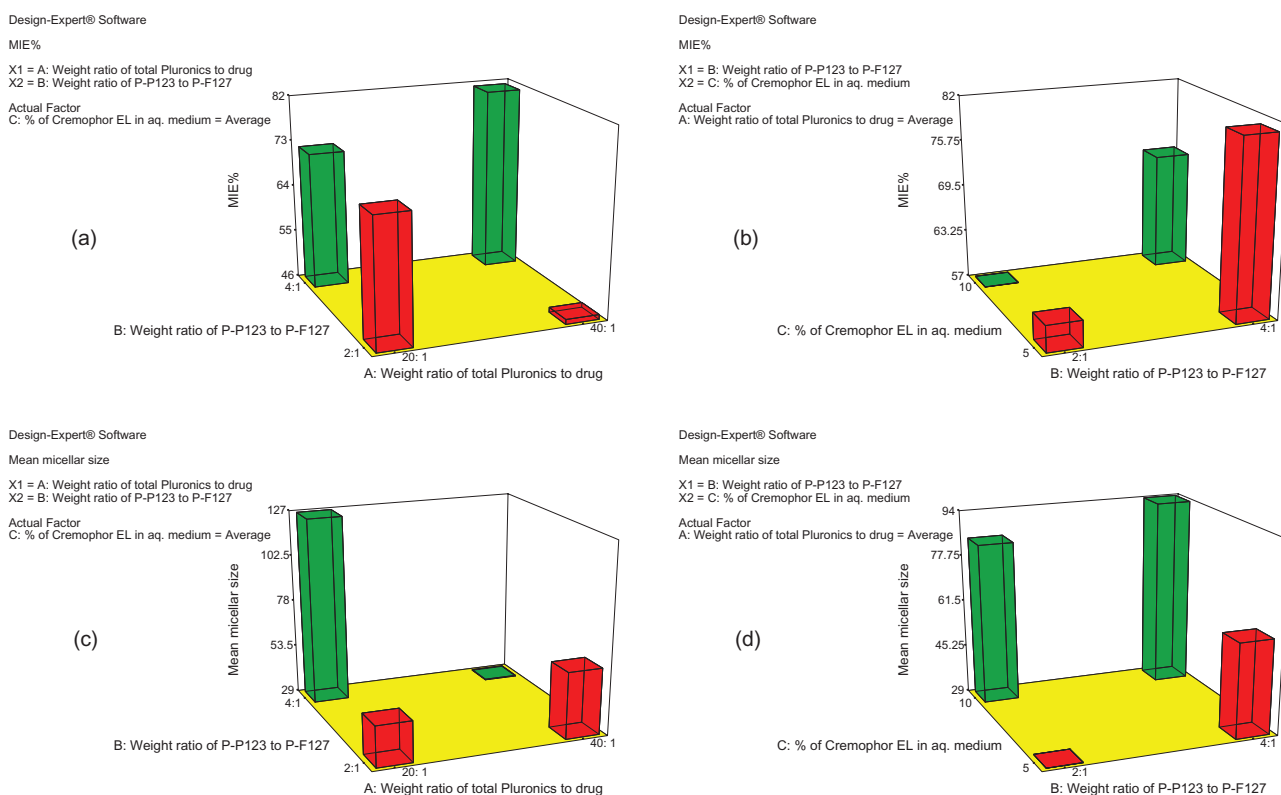 Design-Expert® Software
MIE%
X1 = A: Weight ratio of total Pluronics to drug
X2 = B: Weight ratio of P-P123 to P-F127
Actual Factor
C: % of Cremophor EL in aq. medium = Average
82
73
64
55
46
MIE%
(a)
4:1
2:1
B: Weight ratio of P-P123 to P-F127
20: 1
40: 1
A: Weight ratio of total Pluronics to drug
Design-Expert® Software
MIE%
X1 = B: Weight ratio of P-P123 to P-F127
X2 = C: % of Cremophor EL in aq. medium
Actual Factor
A: Weight ratio of total Pluronics to drug = Average
82
75.75
69.5
63.25
57
MIE%
(b)
10
5
C: % of Cremophor EL in aq. medium
2:1
4:1
B: Weight ratio of P-P123 to P-F127
Design-Expert® Software
Mean micellar size
X1 = A: Weight ratio of total Pluronics to drug
X2 = B: Weight ratio of P-P123 to P-F127
Actual Factor
C: % of Cremophor EL in aq. medium = Average
127
102.5
78
53.5
29
Mean micellar size
(c)
4:1
2:1
B: Weight ratio of P-P123 to P-F127
20: 1
40: 1
A: Weight ratio of total Pluronics to drug
Design-Expert® Software
Mean micellar size
X1 = B: Weight ratio of P-P123 to P-F127
X2 = C: % of Cremophor EL in aq. medium
Actual Factor
A: Weight ratio of total Pluronics to drug = Average
94
77.75
61.5
45.25
29
Mean micellar size
(d)
10
5
C: % of Cremophor EL in aq. medium
2:1
4:1
B: Weight ratio of P-P123 to P-F127